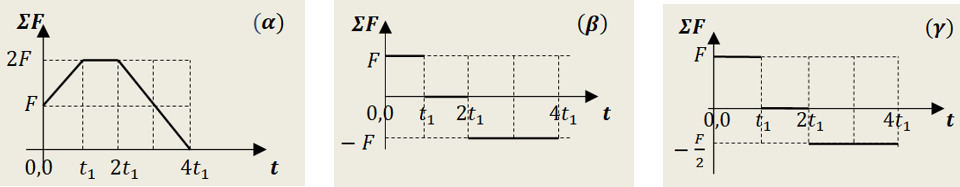 ΣF (α)
2F
F
0,0 t₁ 2t₁ 4t₁ t
ΣF (β)
F
0,0 t₁ 2t₁ 4t₁ t
− F
ΣF (γ)
F
0,0 t₁ 2t₁ 4t₁ t
− F/2